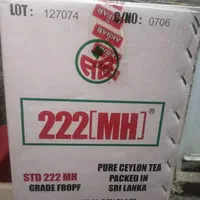 LOT : 127074 C/NO : 0706
222[MH]®
STD 222 MH
GRADE FBOPF
PURE CEYLON TEA
PACKED IN
SRI LANKA